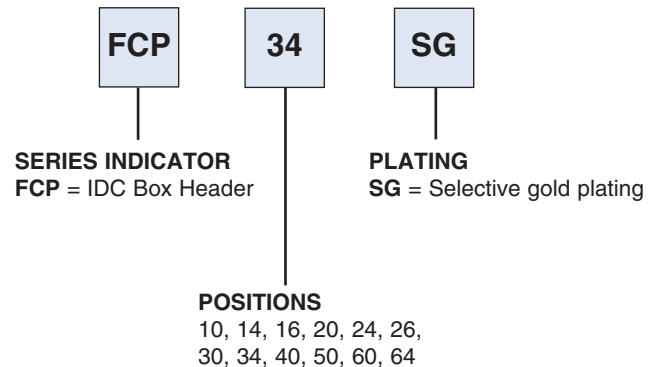 FCP 34 SG
SERIES INDICATOR
FCP = IDC Box Header
PLATING
SG = Selective gold plating
POSITIONS
10, 14, 16, 20, 24, 26,
30, 34, 40, 50, 60, 64